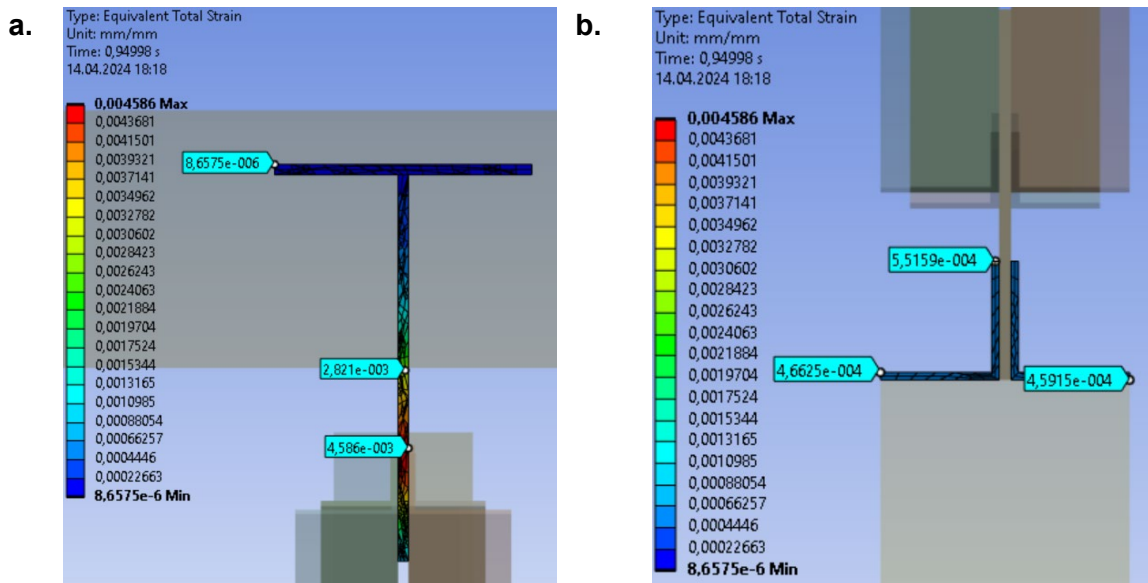 a.
Type: Equivalent Total Strain
Unit: mm/mm
Time: 0,94998 s
14.04.2024 18:18
0,004586 Max
0,0043681
0,0041501
0,0039321
0,0037141
0,0034962
0,0032782
0,0030602
0,0028423
0,0026243
0,0024063
0,0021884
0,0019704
0,0017524
0,0015344
0,0013165
0,0010985
0,00088054
0,00066257
0,0004446
0,00022663
8,6575e-6 Min
8,6575e-006
2,821e-003
4,586e-003
b.
Type: Equivalent Total Strain
Unit: mm/mm
Time: 0,94998 s
14.04.2024 18:18
0,004586 Max
0,0043681
0,0041501
0,0039321
0,0037141
0,0034962
0,0032782
0,0030602
0,0028423
0,0026243
0,0024063
0,0021884
0,0019704
0,0017524
0,0015344
0,0013165
0,0010985
0,00088054
0,00066257
0,0004446
0,00022663
8,6575e-6 Min
5,5159e-004
4,6625e-004
4,5915e-004